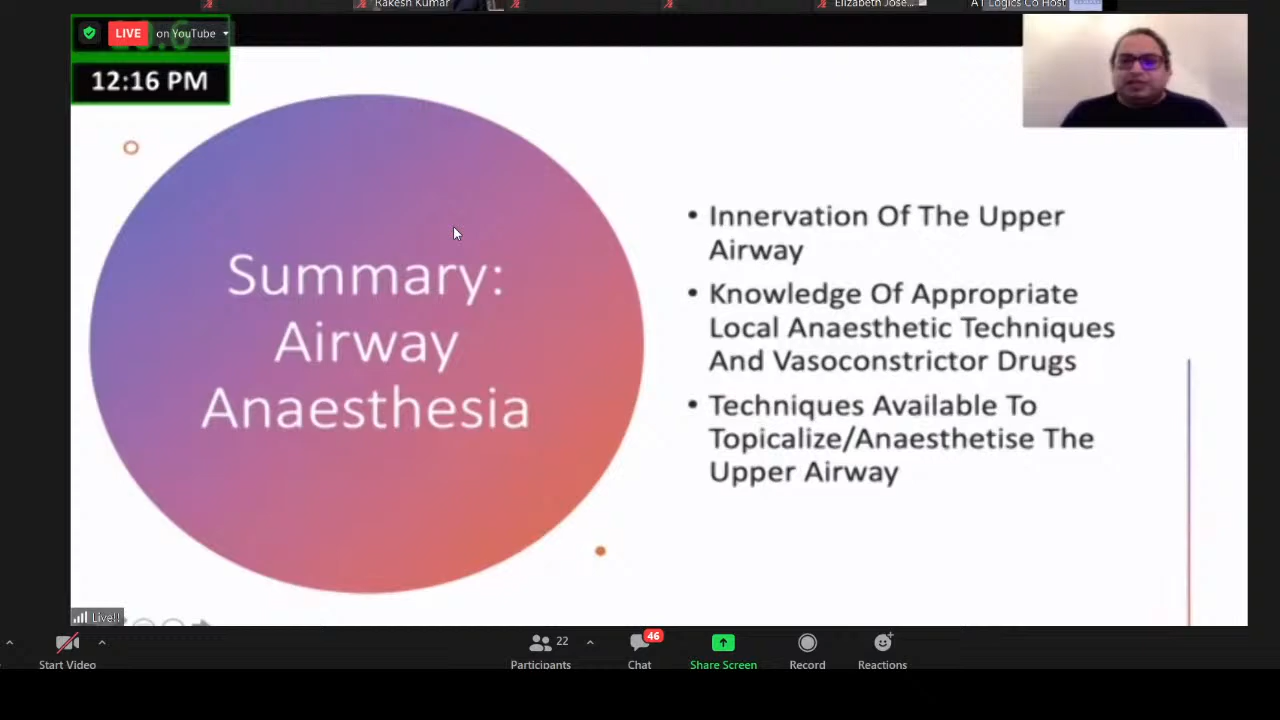 Rakesh Kumar
Elizabeth Jose...
AT Logics Co Host
LIVE on YouTube
12:16 PM
Summary:
Airway
Anaesthesia
• Innervation Of The Upper
Airway
• Knowledge Of Appropriate
Local Anaesthetic Techniques
And Vasoconstrictor Drugs
• Techniques Available To
Topicalize/Anaesthetise The
Upper Airway
Live!!
22
46
Start Video
Participants
Chat
Share Screen
Record
Reactions